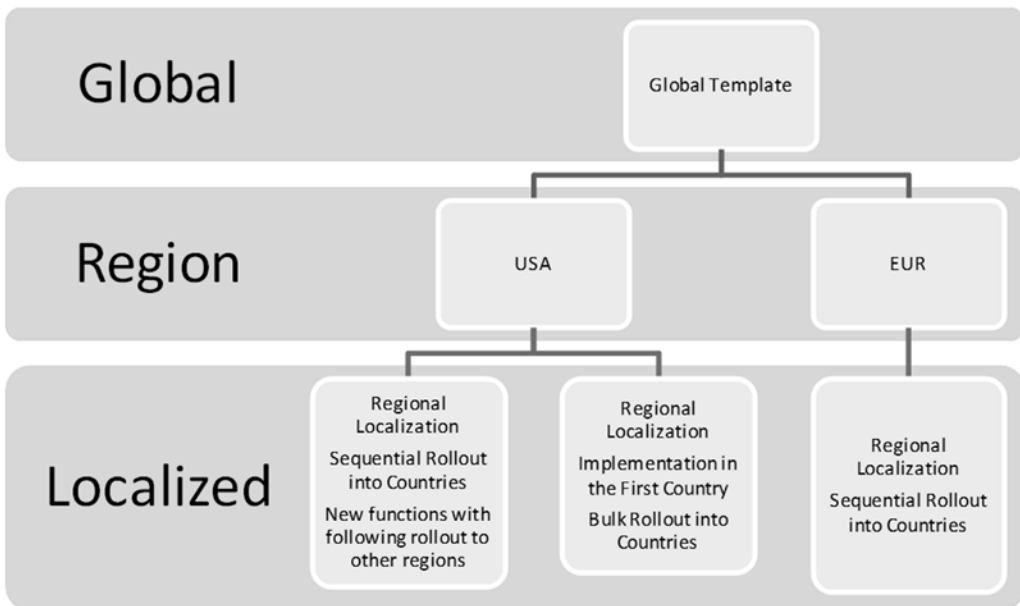 Global
Global Template
Region
USA
EUR
Localized
Regional
Localization
Sequential Rollout
into Countries
New functions with
following rollout to
other regions
Regional
Localization
Implementation in
the First Country
Bulk Rollout into
Countries
Regional
Localization
Sequential Rollout
into Countries